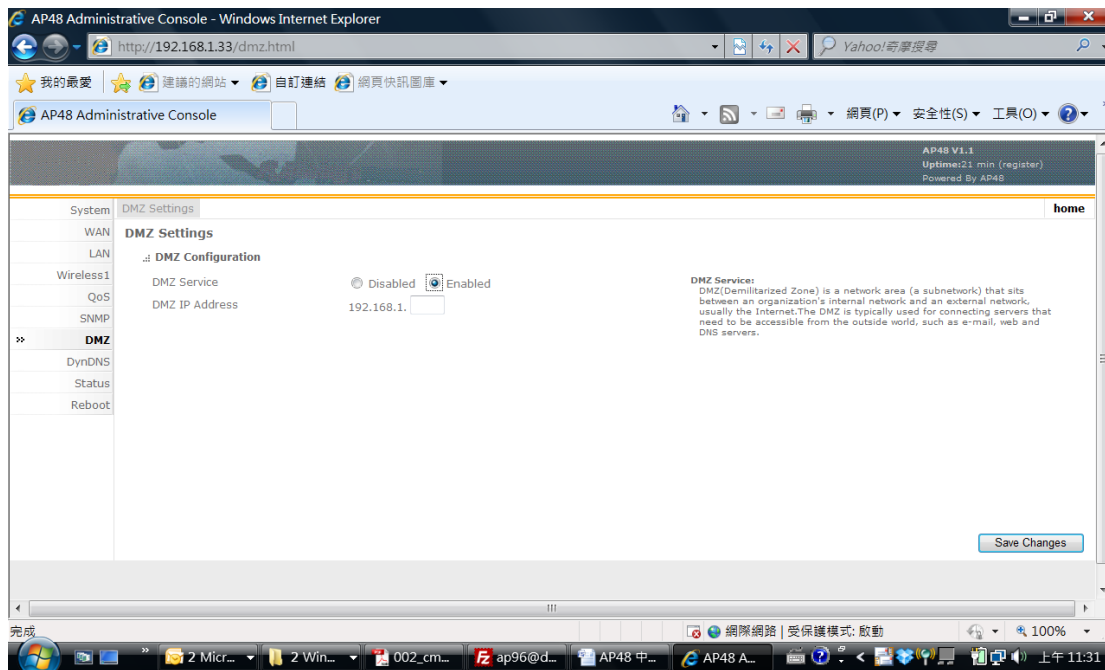 AP48 Administrative Console - Windows Internet Explorer
http://192.168.1.33/dmz.html
Yahoo!奇摩搜尋
我的最愛
建議的網站
自訂連結
網頁快訊圖庫
AP48 Administrative Console
網頁(P)
安全性(S)
工具(O)
AP48 V1.1
Uptime:21 min (register)
Powered By AP48
System
WAN
LAN
Wireless1
QoS
SNMP
» DMZ
DynDNS
Status
Reboot
DMZ Settings
home
DMZ Settings
.: DMZ Configuration
DMZ Service
Disabled
Enabled
DMZ IP Address
192.168.1.
DMZ Service:
DMZ(Demilitarized Zone) is a network area (a subnetwork) that sits
between an organization's internal network and an external network,
usually the Internet.The DMZ is typically used for connecting servers that
need to be accessible from the outside world, such as e-mail, web and
DNS servers.
Save Changes
完成
網際網路 | 受保護模式: 啟動
100%
2 Micr...
2 Win...
002_cm...
ap96@d...
AP48 中...
AP48 A...
上午 11:31